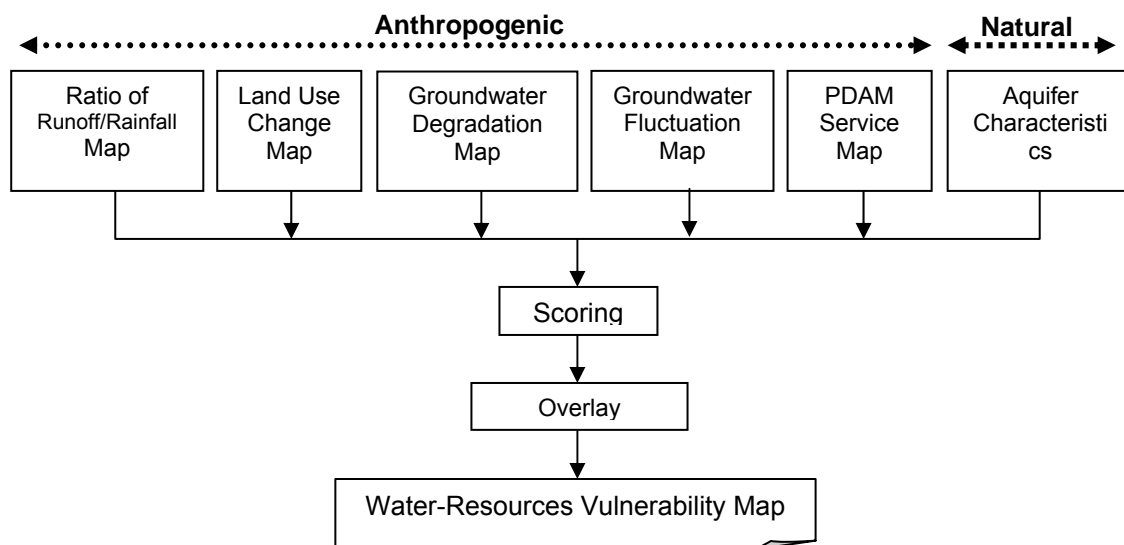 Anthropogenic
Natural
Ratio of
Runoff/Rainfall
Map
Land Use
Change
Map
Groundwater
Degradation
Map
Groundwater
Fluctuation
Map
PDAM
Service
Map
Aquifer
Characteristi
cs
Scoring
Overlay
Water-Resources Vulnerability Map